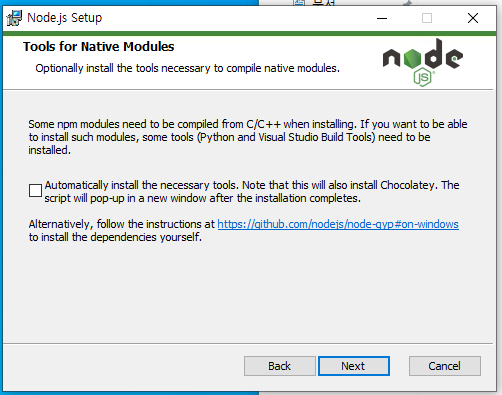 Node.js Setup
Tools for Native Modules
Optionally install the tools necessary to compile native modules.
node
JS
Some npm modules need to be compiled from C/C++ when installing. If you want to be able
to install such modules, some tools (Python and Visual Studio Build Tools) need to be
installed.
Automatically install the necessary tools. Note that this will also install Chocolatey. The
script will pop-up in a new window after the installation completes.
Alternatively, follow the instructions at https://github.com/nodejs/node-gyp#on-windows
to install the dependencies yourself.
Back
Next
Cancel